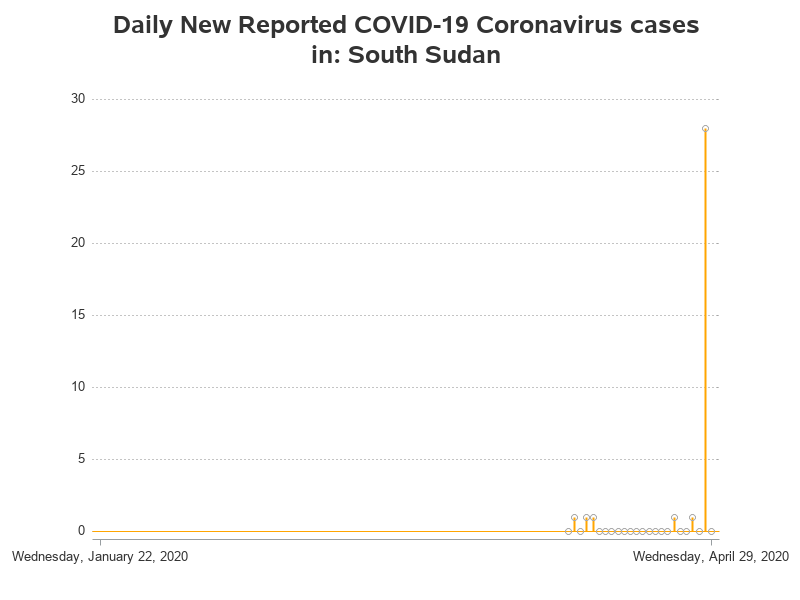 Daily New Reported COVID-19 Coronavirus cases
in: South Sudan
30
25
20
15
10
5
0
Wednesday, January 22, 2020 Wednesday, April 29, 2020